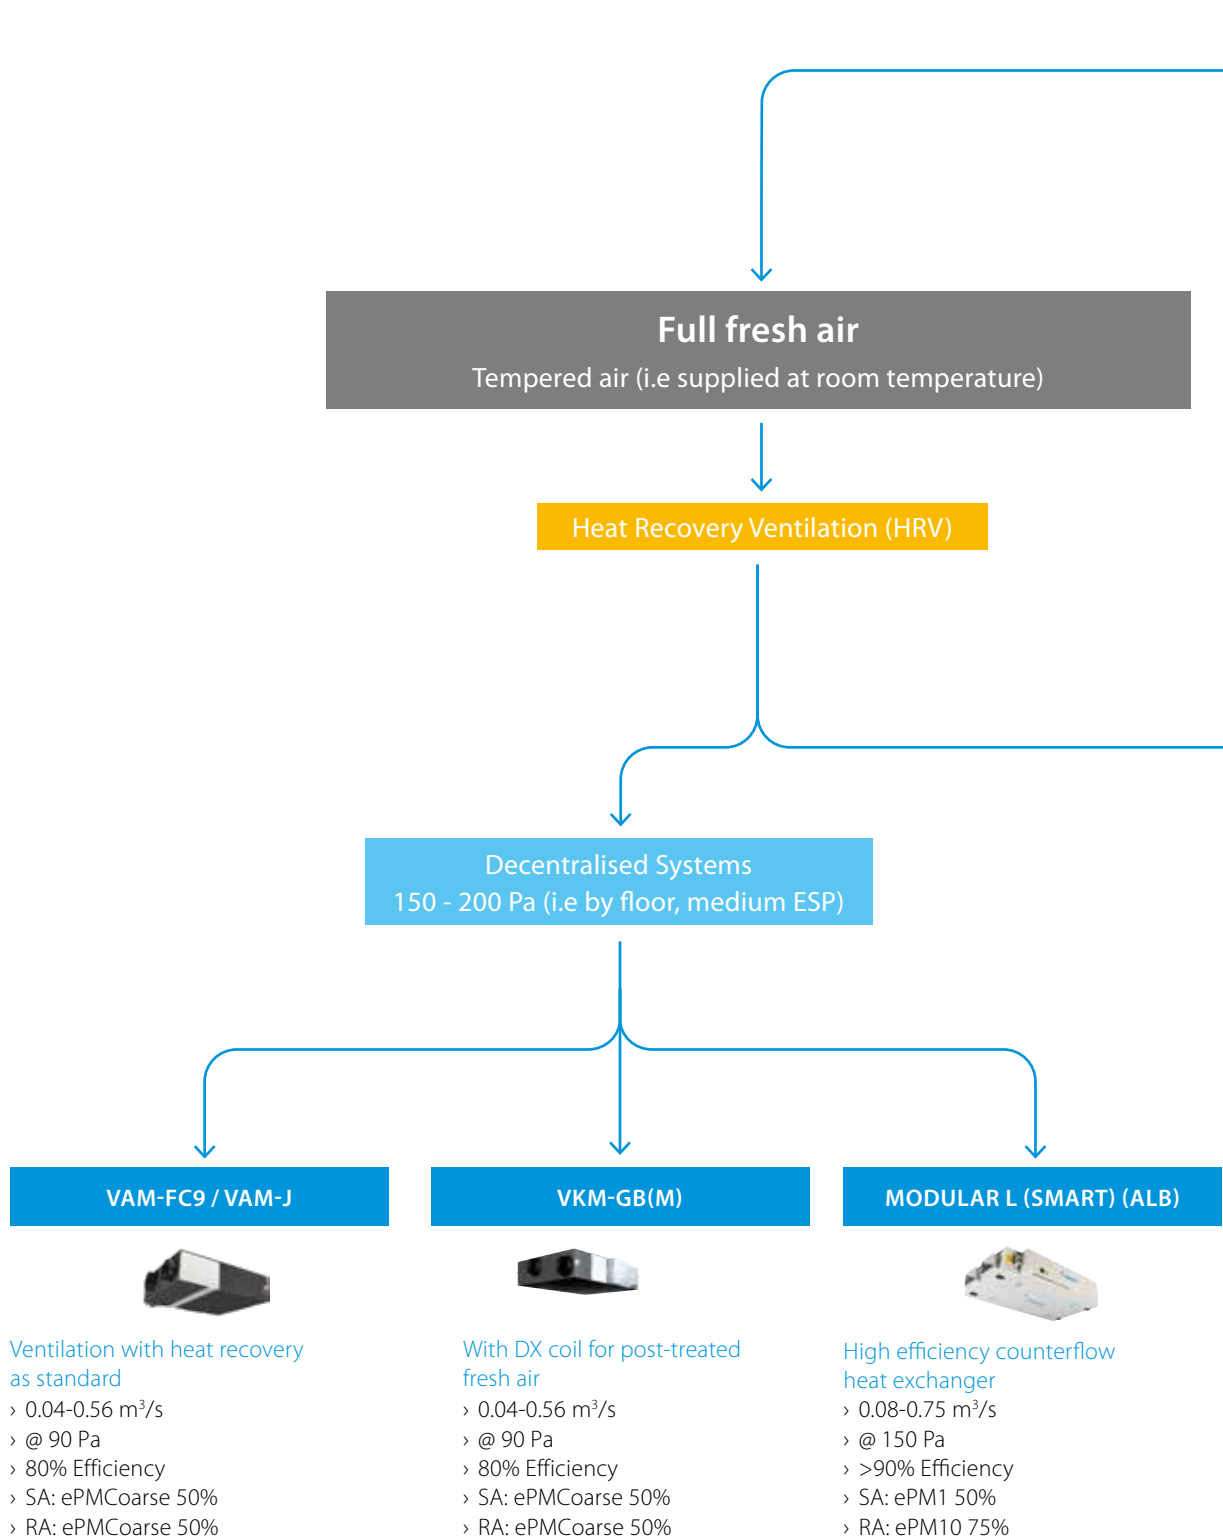 Full fresh air
Tempered air (i.e supplied at room temperature)
Heat Recovery Ventilation (HRV)
Decentralised Systems
150 - 200 Pa (i.e by floor, medium ESP)
VAM-FC9 / VAM-J
Ventilation with heat recovery
as standard
› 0.04-0.56 m³/s
› @ 90 Pa
› 80% Efficiency
› SA: ePMCoarse 50%
› RA: ePMCoarse 50%
VKM-GB(M)
With DX coil for post-treated
fresh air
› 0.04-0.56 m³/s
› @ 90 Pa
› 80% Efficiency
› SA: ePMCoarse 50%
› RA: ePMCoarse 50%
MODULAR L (SMART) (ALB)
High efficiency counterflow
heat exchanger
› 0.08-0.75 m³/s
› @ 150 Pa
› >90% Efficiency
› SA: ePM1 50%
› RA: ePM10 75%